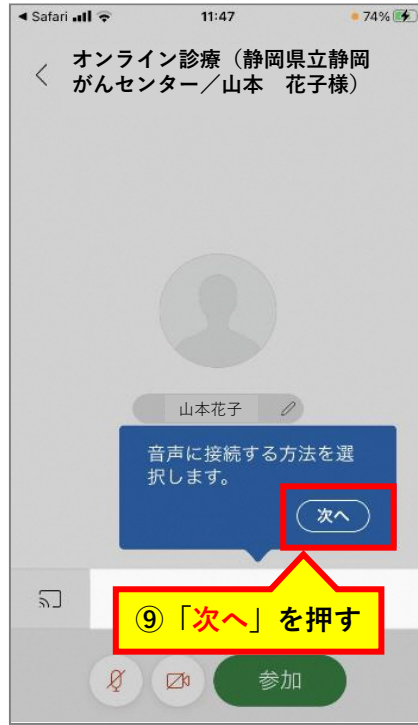 Safari 11:47 74%
オンライン診療（静岡県立静岡
がんセンター／山本　花子様）
山本花子
音声に接続する方法を選
択します。
次へ
⑨「次へ」を押す
参加